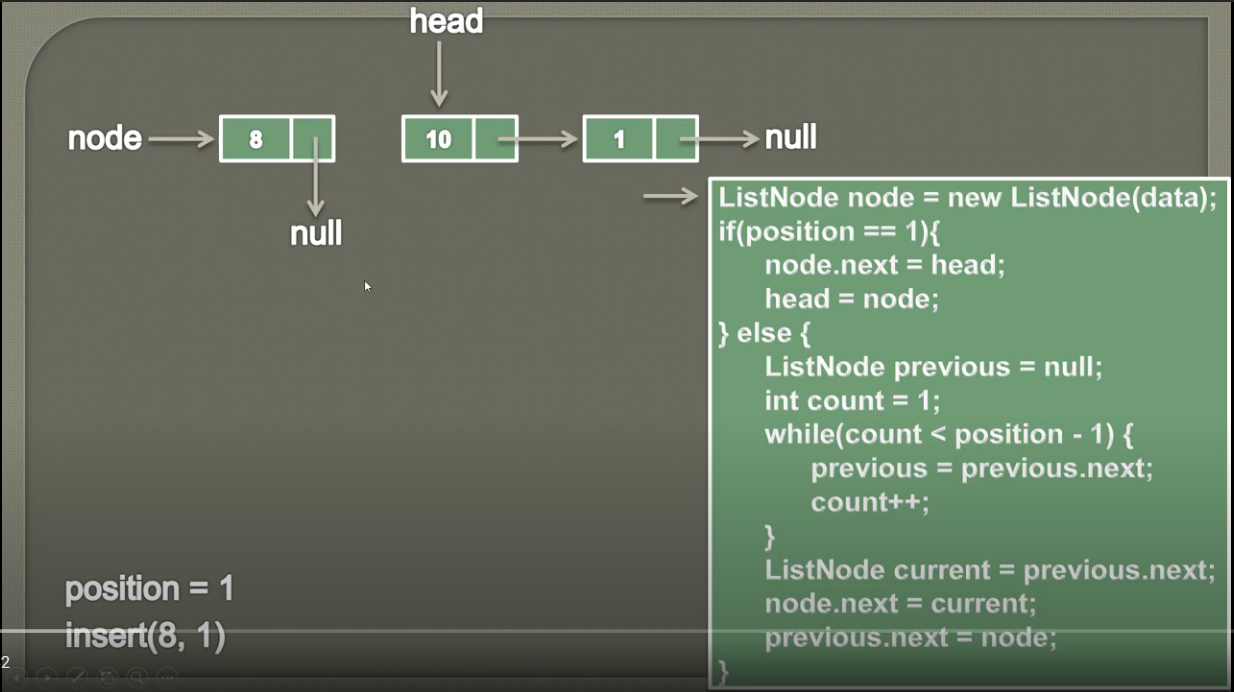 head
node
8
10
1
null
null
ListNode node = new ListNode(data);
if(position == 1){
node.next = head;
head = node;
} else {
ListNode previous = null;
int count = 1;
while(count < position - 1) {
previous = previous.next;
count++;
}
ListNode current = previous.next;
node.next = current;
previous.next = node;
}
position = 1
insert(8, 1)
2